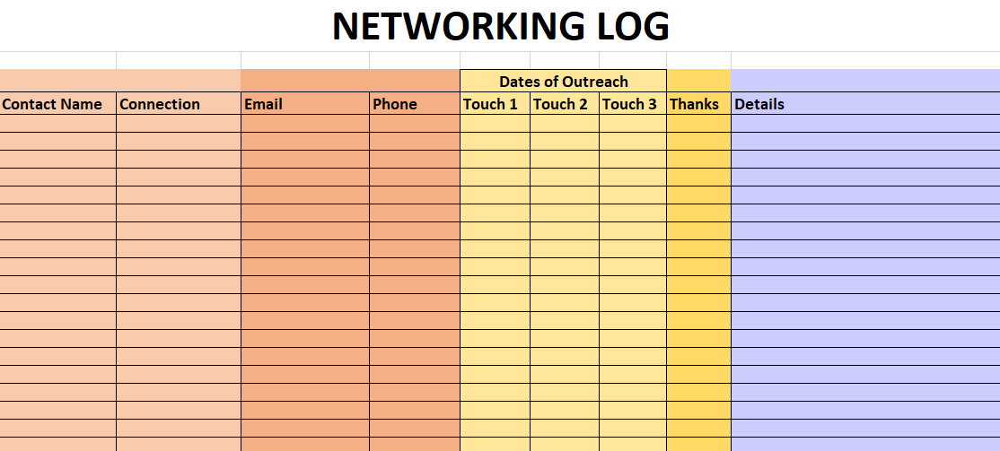 NETWORKING LOG
Dates of Outreach
Contact Name Connection Email Phone Touch 1 Touch 2 Touch 3 Thanks Details